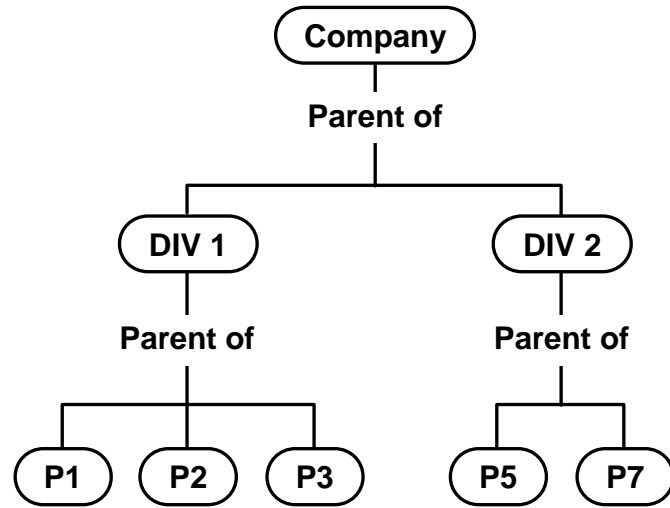 Company
Parent of
DIV 1 DIV 2
Parent of Parent of
P1 P2 P3 P5 P7